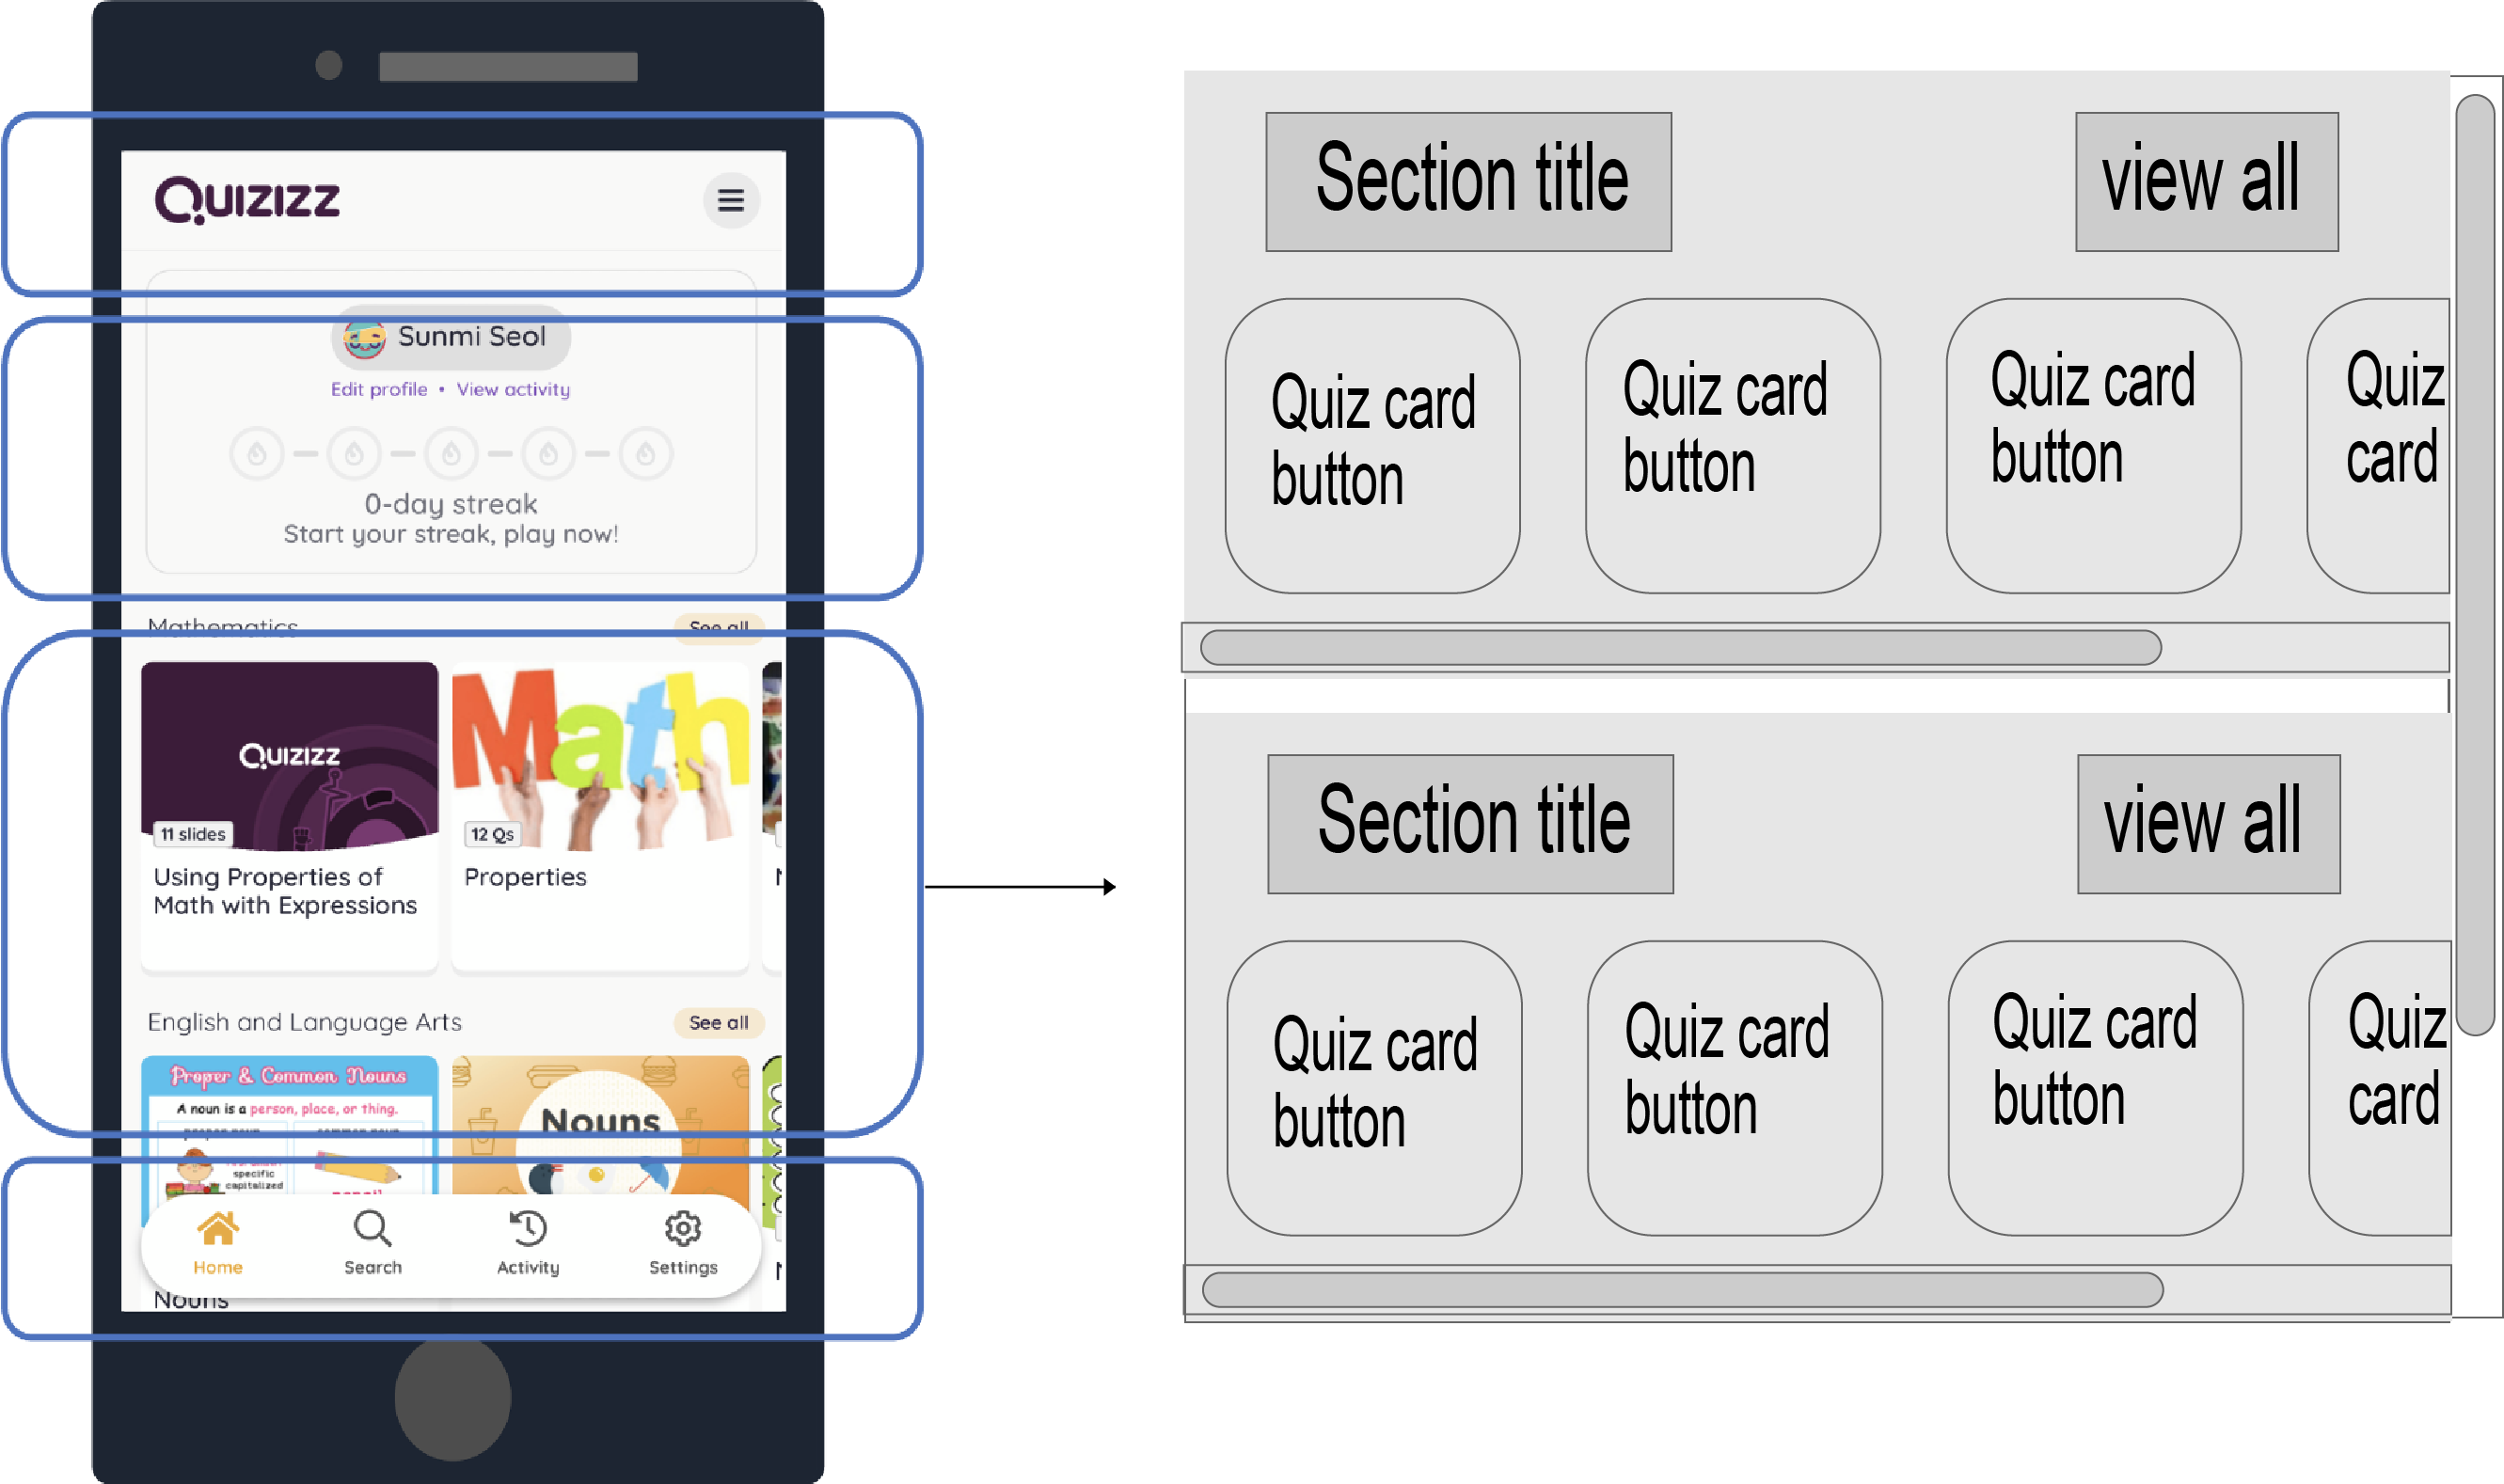 Quizizz
Sunmi Seol
Edit profile • View activity
0-day streak
Start your streak, play now!
Mathematics
See all
Quizizz
11 slides
Using Properties of
Math with Expressions
Math
12 Qs
Properties
English and Language Arts
See all
Proper & Common Nouns
A noun is a person, place, or thing.
specific
capitalized
Nouns
Home
Search
Activity
Settings
Nouns
Section title
view all
Quiz card
button
Quiz card
button
Quiz card
button
Quiz
card
Section title
view all
Quiz card
button
Quiz card
button
Quiz card
button
Quiz
card